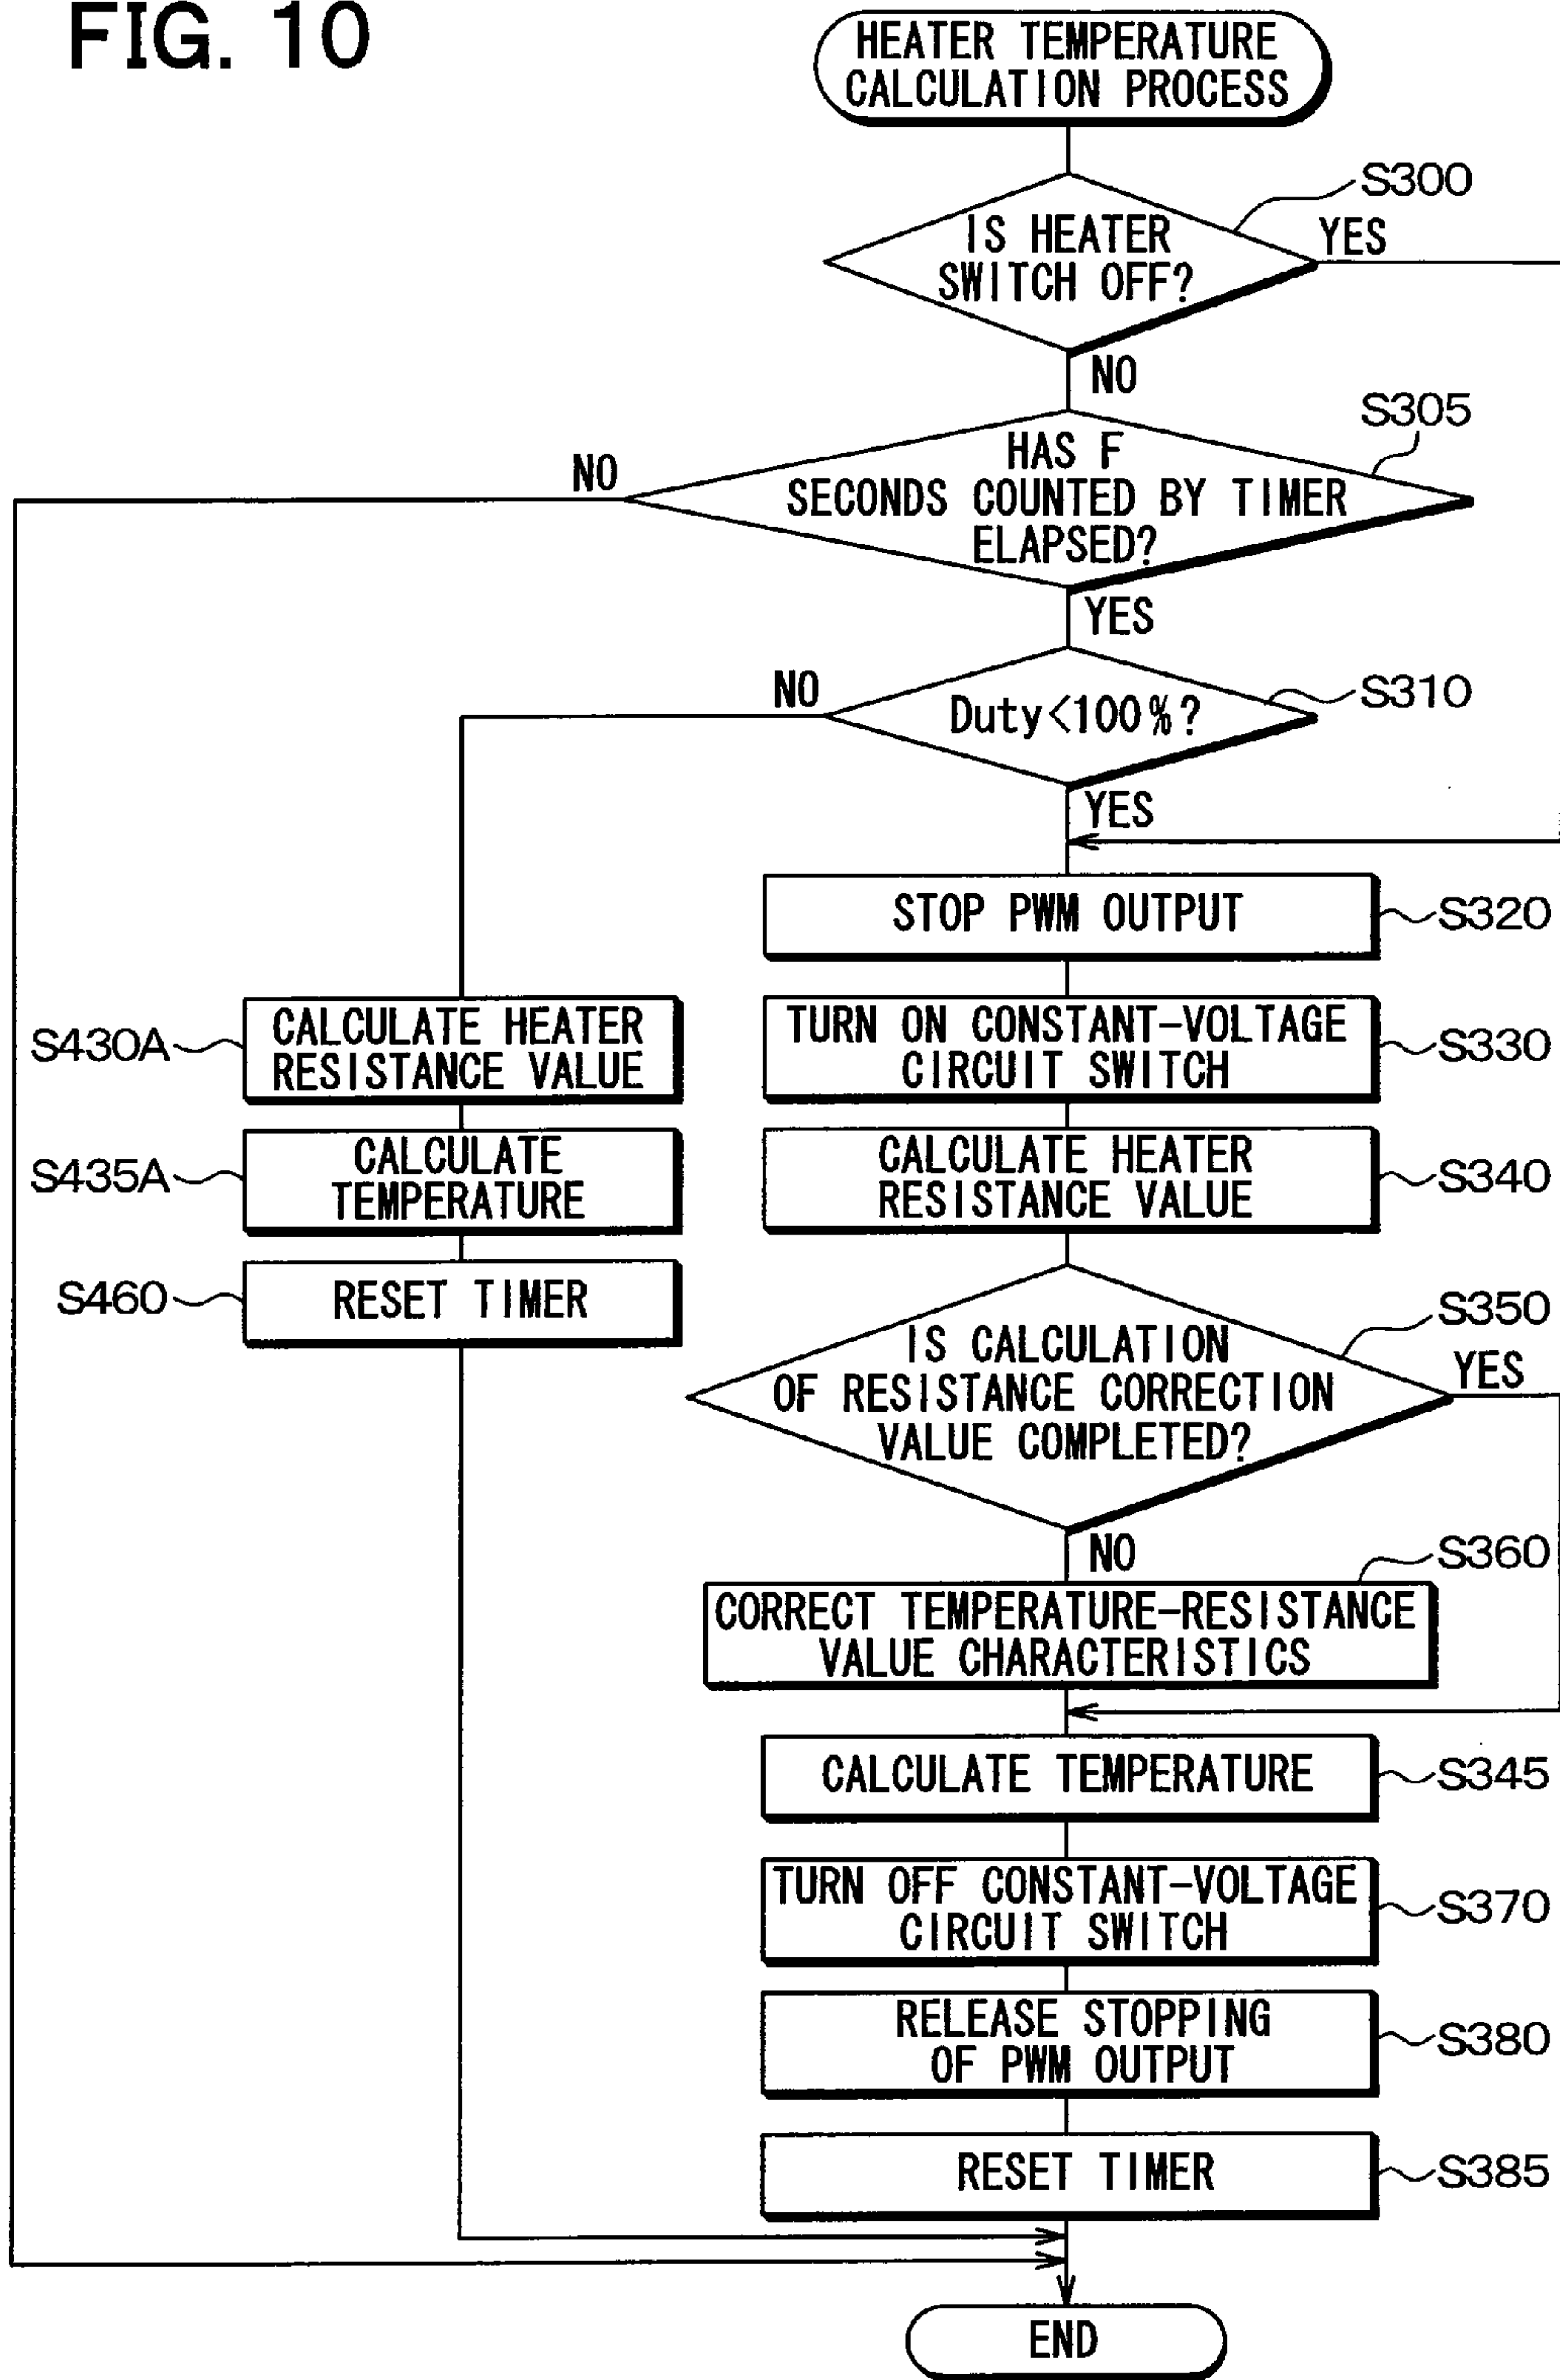 FIG. 10
HEATER TEMPERATURE
CALCULATION PROCESS
S300
IS HEATER
SWITCH OFF?
YES
NO
S305
HAS F
SECONDS COUNTED BY TIMER
ELAPSED?
NO
YES
S310
Duty<100%?
NO
YES
STOP PWM OUTPUT
S320
S430A
CALCULATE HEATER
RESISTANCE VALUE
TURN ON CONSTANT-VOLTAGE
CIRCUIT SWITCH
S330
S435A
CALCULATE
TEMPERATURE
CALCULATE HEATER
RESISTANCE VALUE
S340
S460
RESET TIMER
S350
IS CALCULATION
OF RESISTANCE CORRECTION
VALUE COMPLETED?
YES
NO
S360
CORRECT TEMPERATURE-RESISTANCE
VALUE CHARACTERISTICS
CALCULATE TEMPERATURE
S345
TURN OFF CONSTANT-VOLTAGE
CIRCUIT SWITCH
S370
RELEASE STOPPING
OF PWM OUTPUT
S380
RESET TIMER
S385
END